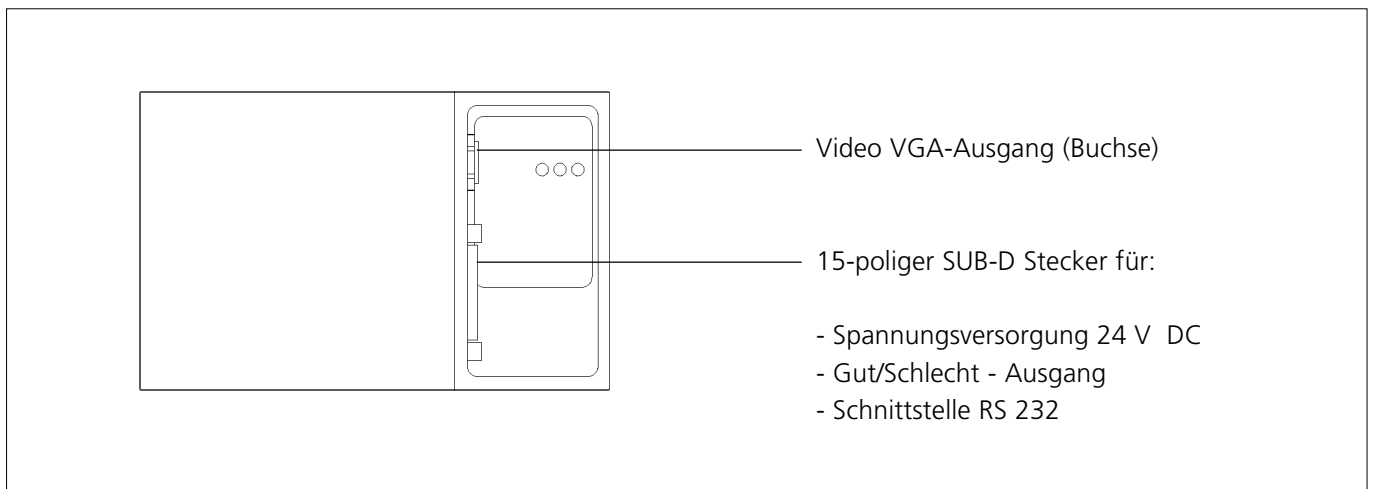 Video VGA-Ausgang (Buchse)
15-poliger SUB-D Stecker für:
- Spannungsversorgung 24 V  DC
- Gut/Schlecht - Ausgang
- Schnittstelle RS 232